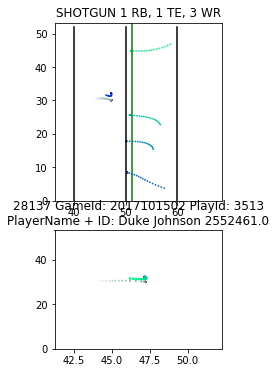 SHOTGUN 1 RB, 1 TE, 3 WR
50
40
30
20
10
0
40 50 60
28137 GameId: 2017101502 PlayId: 3513
PlayerName + ID: Duke Johnson 2552461.0
40
20
0
42.5 45.0 47.5 50.0